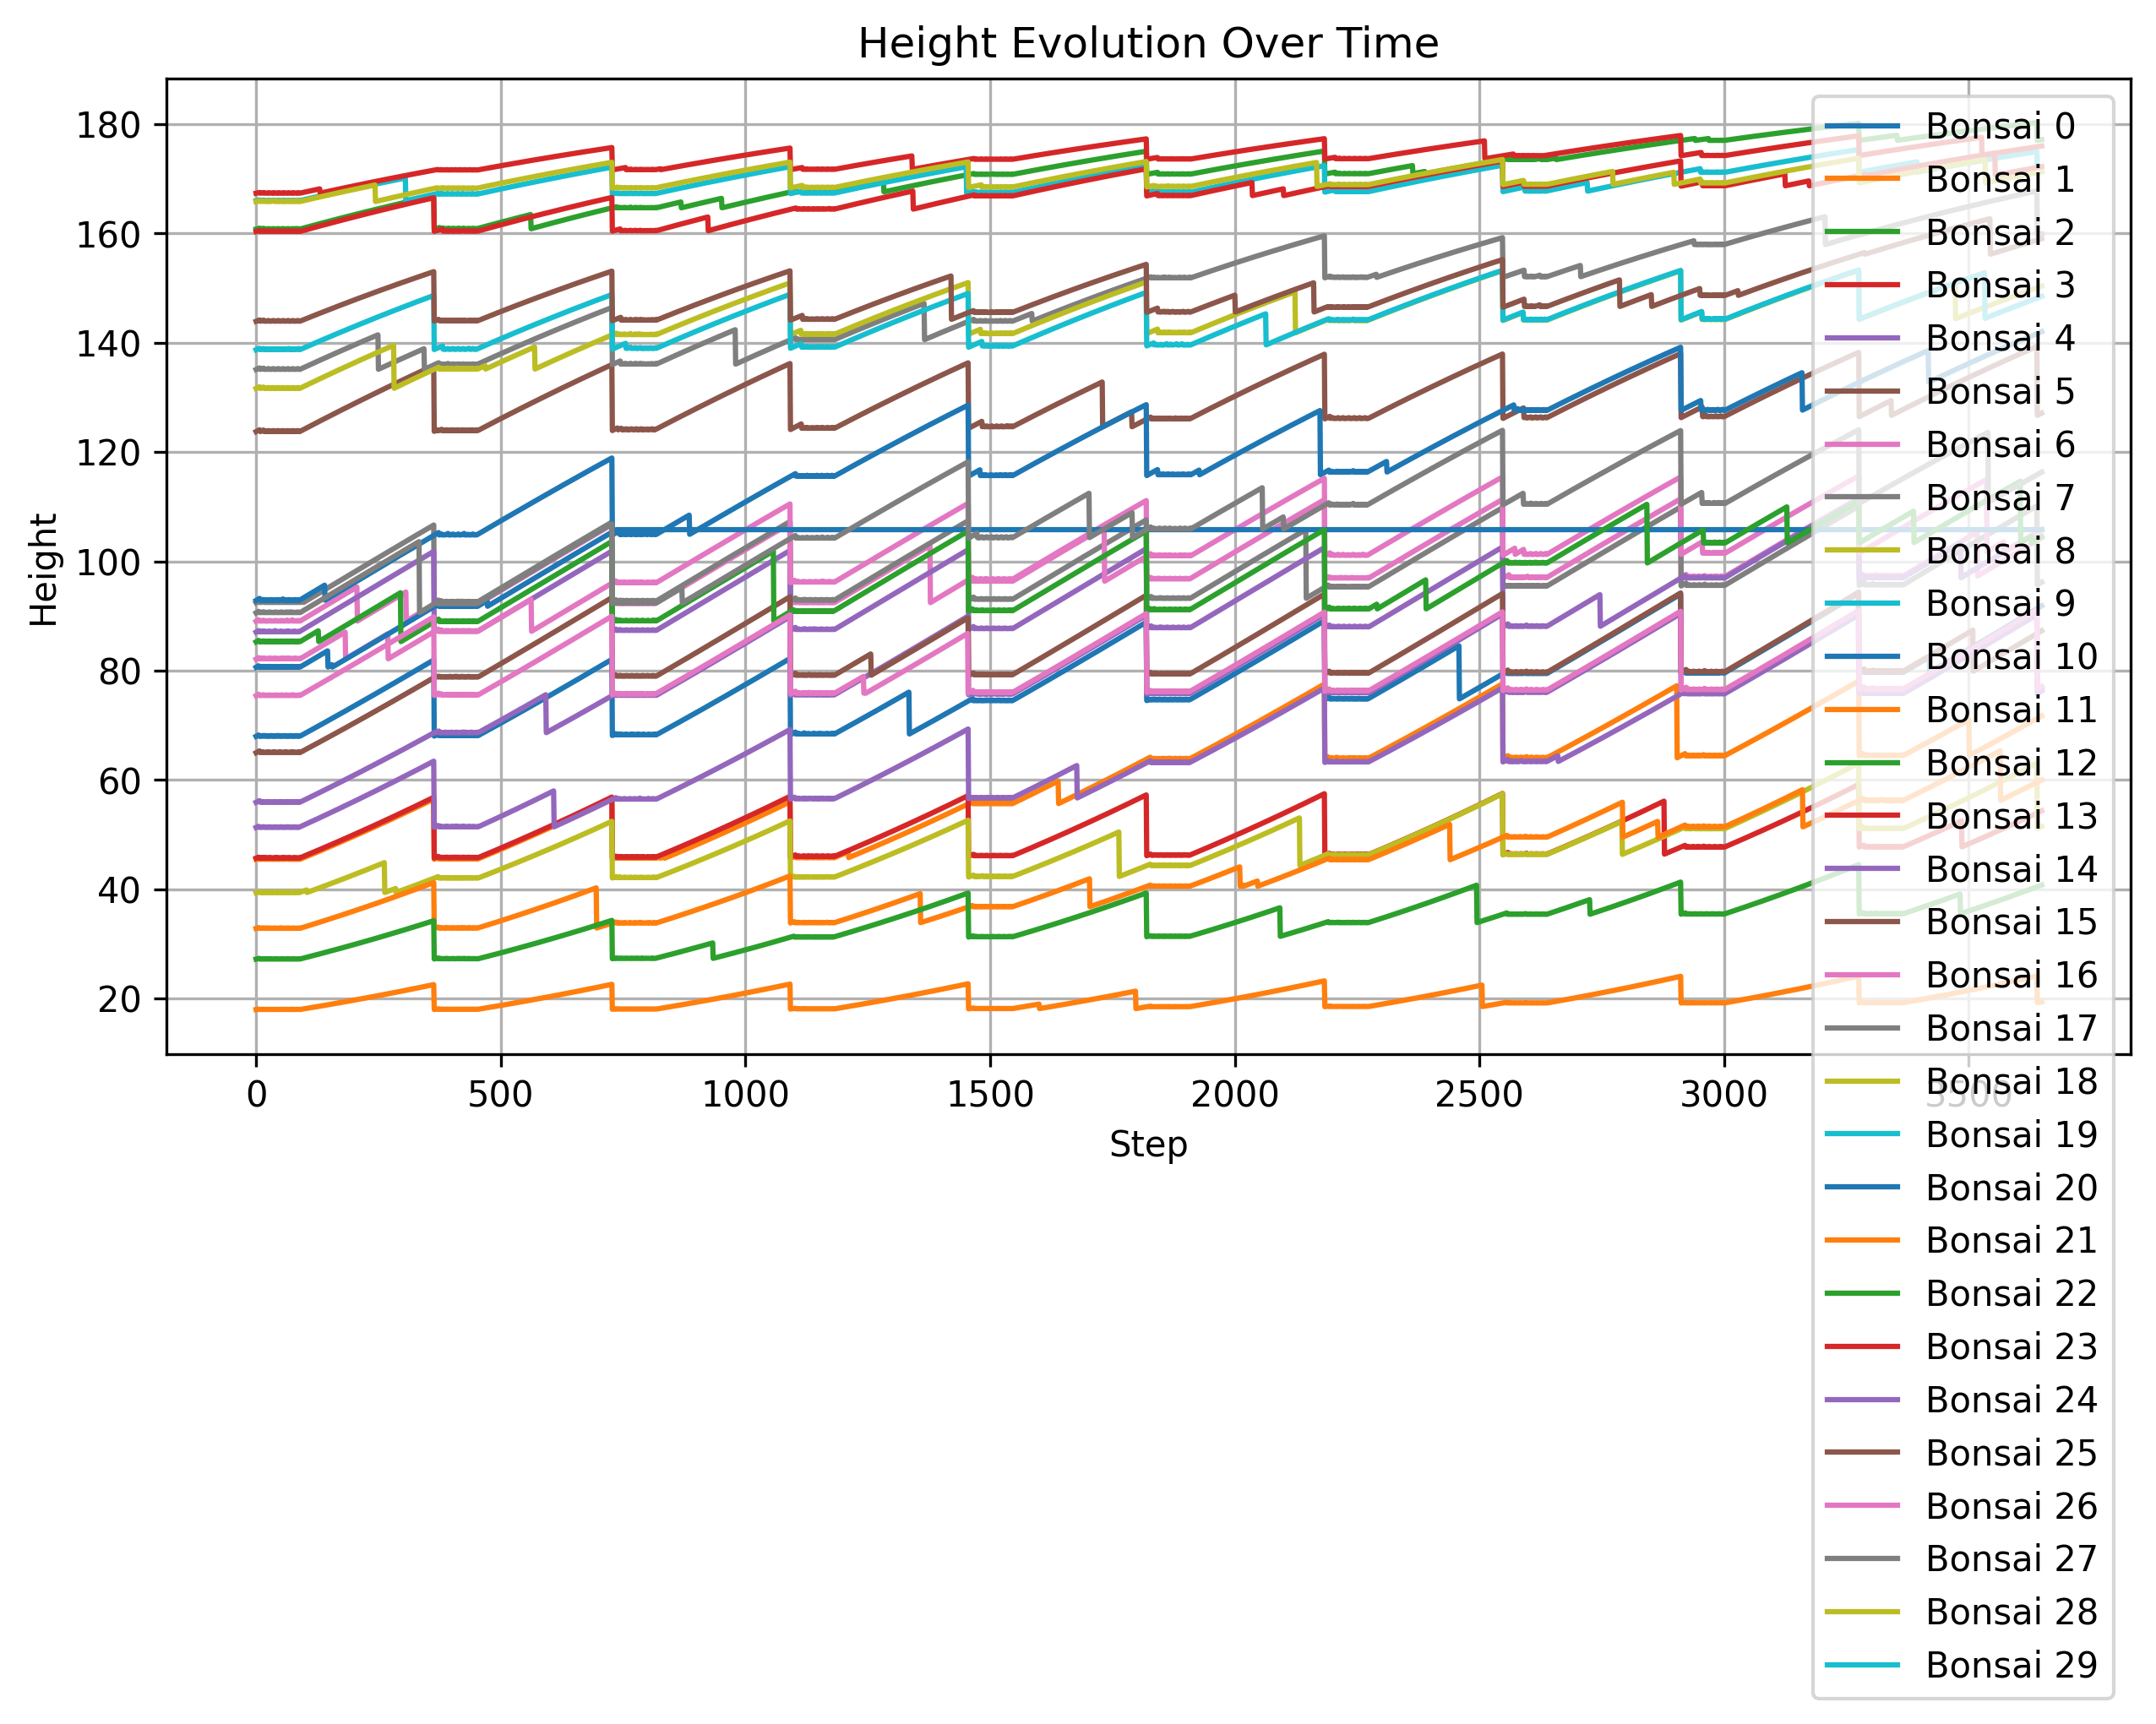 Height Evolution Over Time
Height
180
160
140
120
100
80
60
40
20
0
500
1000
1500
2000
2500
3000
3500
Step
Bonsai 0
Bonsai 1
Bonsai 2
Bonsai 3
Bonsai 4
Bonsai 5
Bonsai 6
Bonsai 7
Bonsai 8
Bonsai 9
Bonsai 10
Bonsai 11
Bonsai 12
Bonsai 13
Bonsai 14
Bonsai 15
Bonsai 16
Bonsai 17
Bonsai 18
Bonsai 19
Bonsai 20
Bonsai 21
Bonsai 22
Bonsai 23
Bonsai 24
Bonsai 25
Bonsai 26
Bonsai 27
Bonsai 28
Bonsai 29